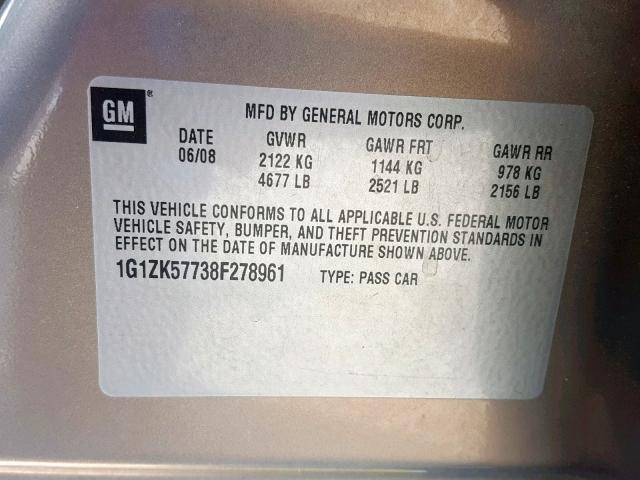 GM ®
MFD BY GENERAL MOTORS CORP.
DATE GVWR GAWR FRT GAWR RR
06/08 2122 KG 1144 KG 978 KG
4677 LB 2521 LB 2156 LB
THIS VEHICLE CONFORMS TO ALL APPLICABLE U.S. FEDERAL MOTOR
VEHICLE SAFETY, BUMPER, AND THEFT PREVENTION STANDARDS IN
EFFECT ON THE DATE OF MANUFACTURE SHOWN ABOVE.
1G1ZK57738F278961 TYPE: PASS CAR